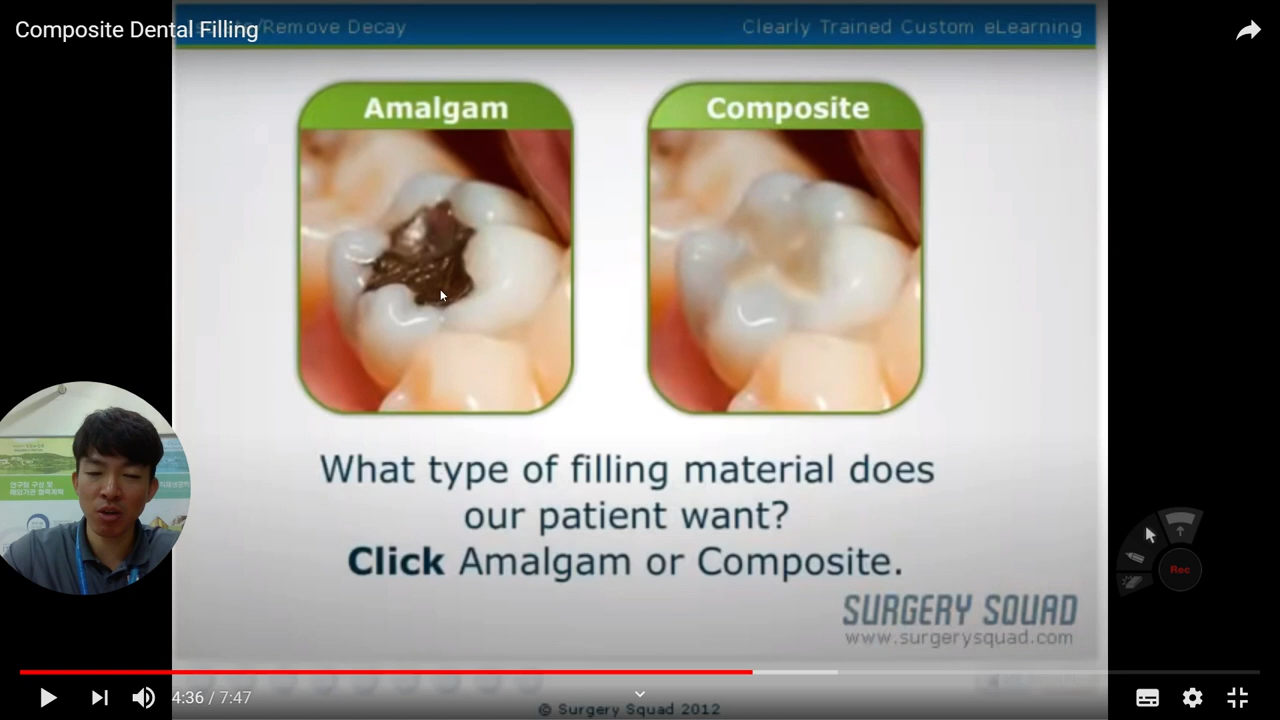 Composite Dental Filling
/Remove Decay
Clearly Trained Custom eLearning
Amalgam
Composite
What type of filling material does
our patient want?
Click Amalgam or Composite.
SURGERY SQUAD
www.surgerysquad.com
Rec
4:36 / 7:47
© Surgery Squad 2012